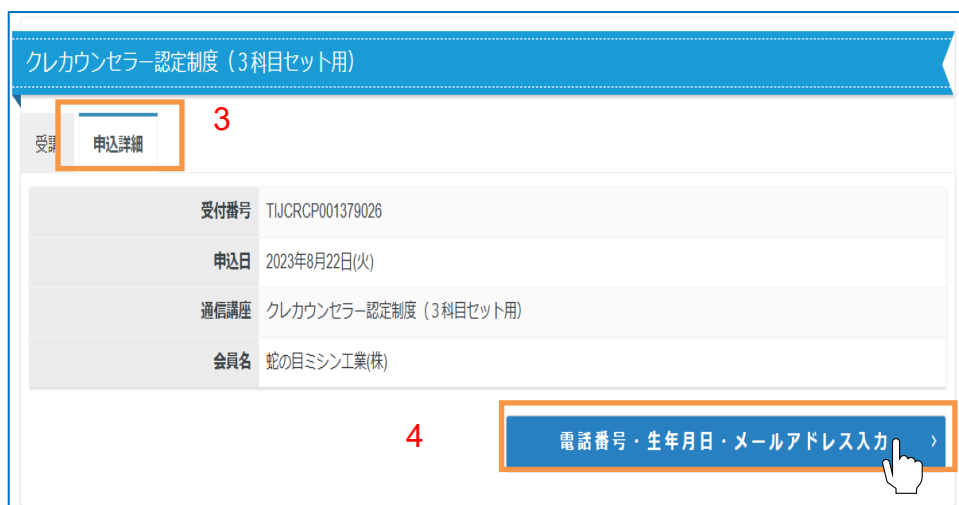 クレカウンセラー認定制度（３科目セット用）
3
受講 申込詳細
受付番号 TIJCRCP001379026
申込日 2023年8月22日(火)
通信講座 クレカウンセラー認定制度（３科目セット用）
会員名 蛇の目ミシン工業(株)
4
電話番号・生年月日・メールアドレス入力 ›